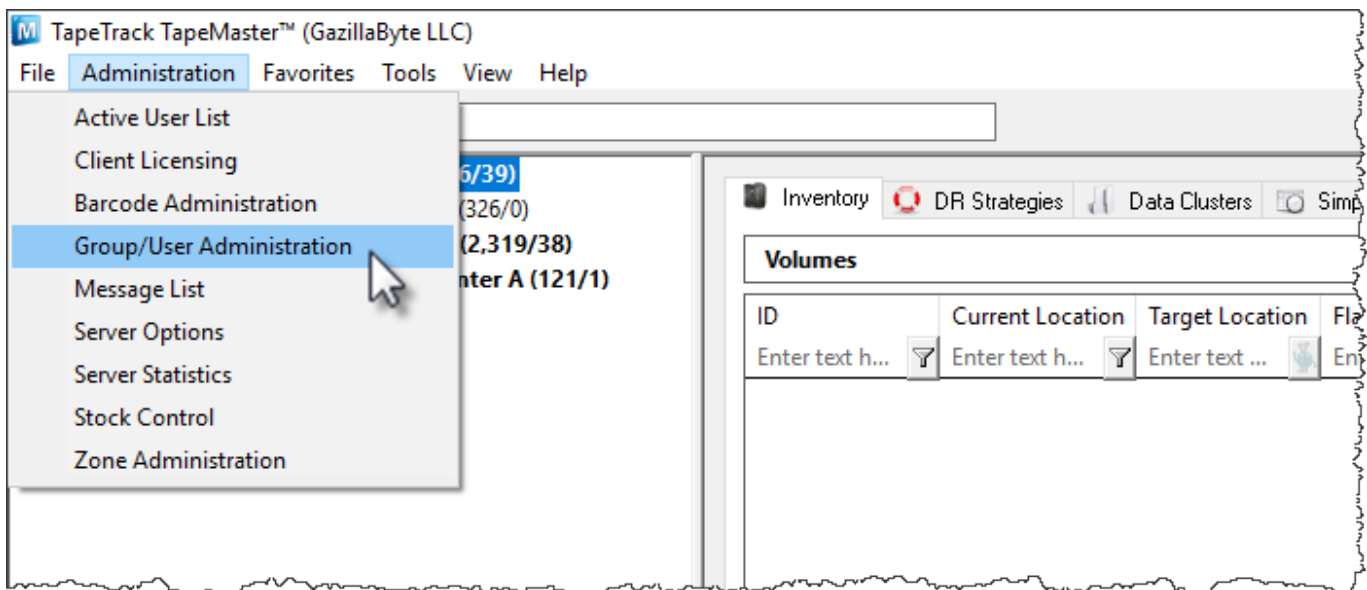 TapeTrack TapeMaster™ (GazillaByte LLC)
File Administration Favorites Tools View Help
Active User List
Client Licensing
Barcode Administration
Group/User Administration
Message List
Server Options
Server Statistics
Stock Control
Zone Administration
6/39)
(326/0)
(2,319/38)
nter A (121/1)
Inventory DR Strategies Data Clusters Simp
Volumes
ID Current Location Target Location Fla
Enter text h... Enter text h... Enter text ... En